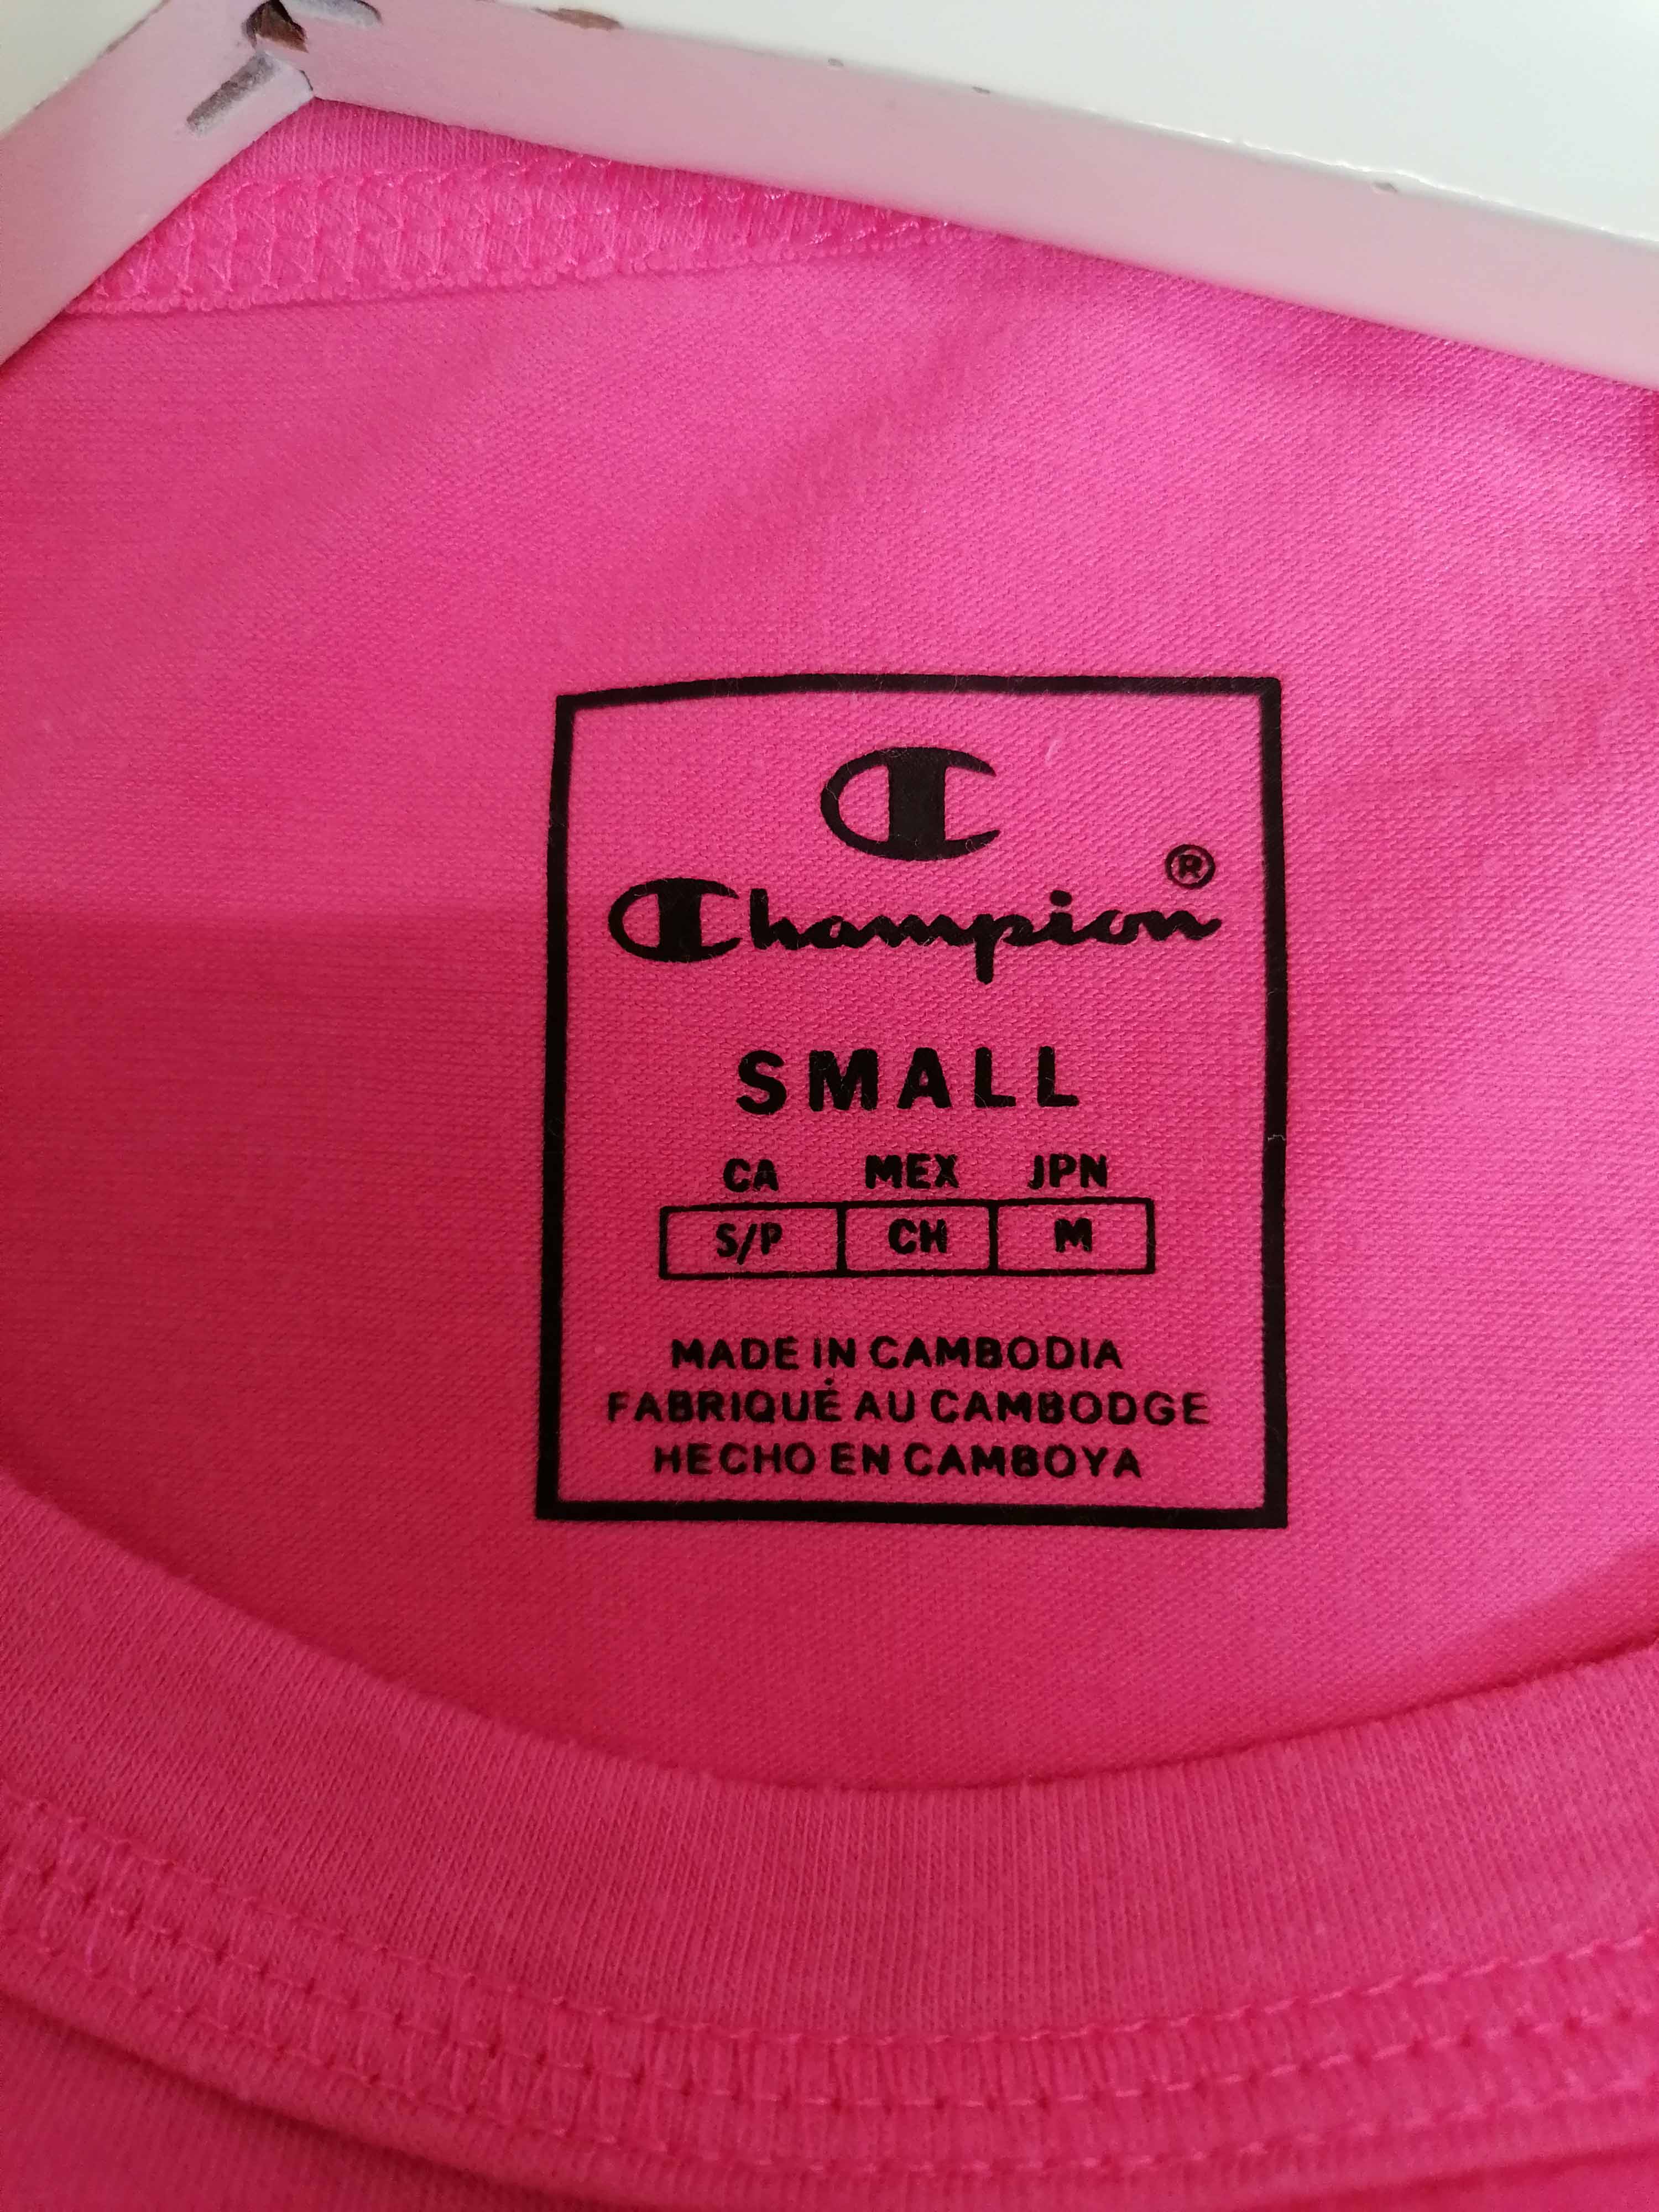 Champion®
SMALL
CA MEX JPN
S/P CH M
MADE IN CAMBODIA
FABRIQUÉ AU CAMBODGE
HECHO EN CAMBOYA